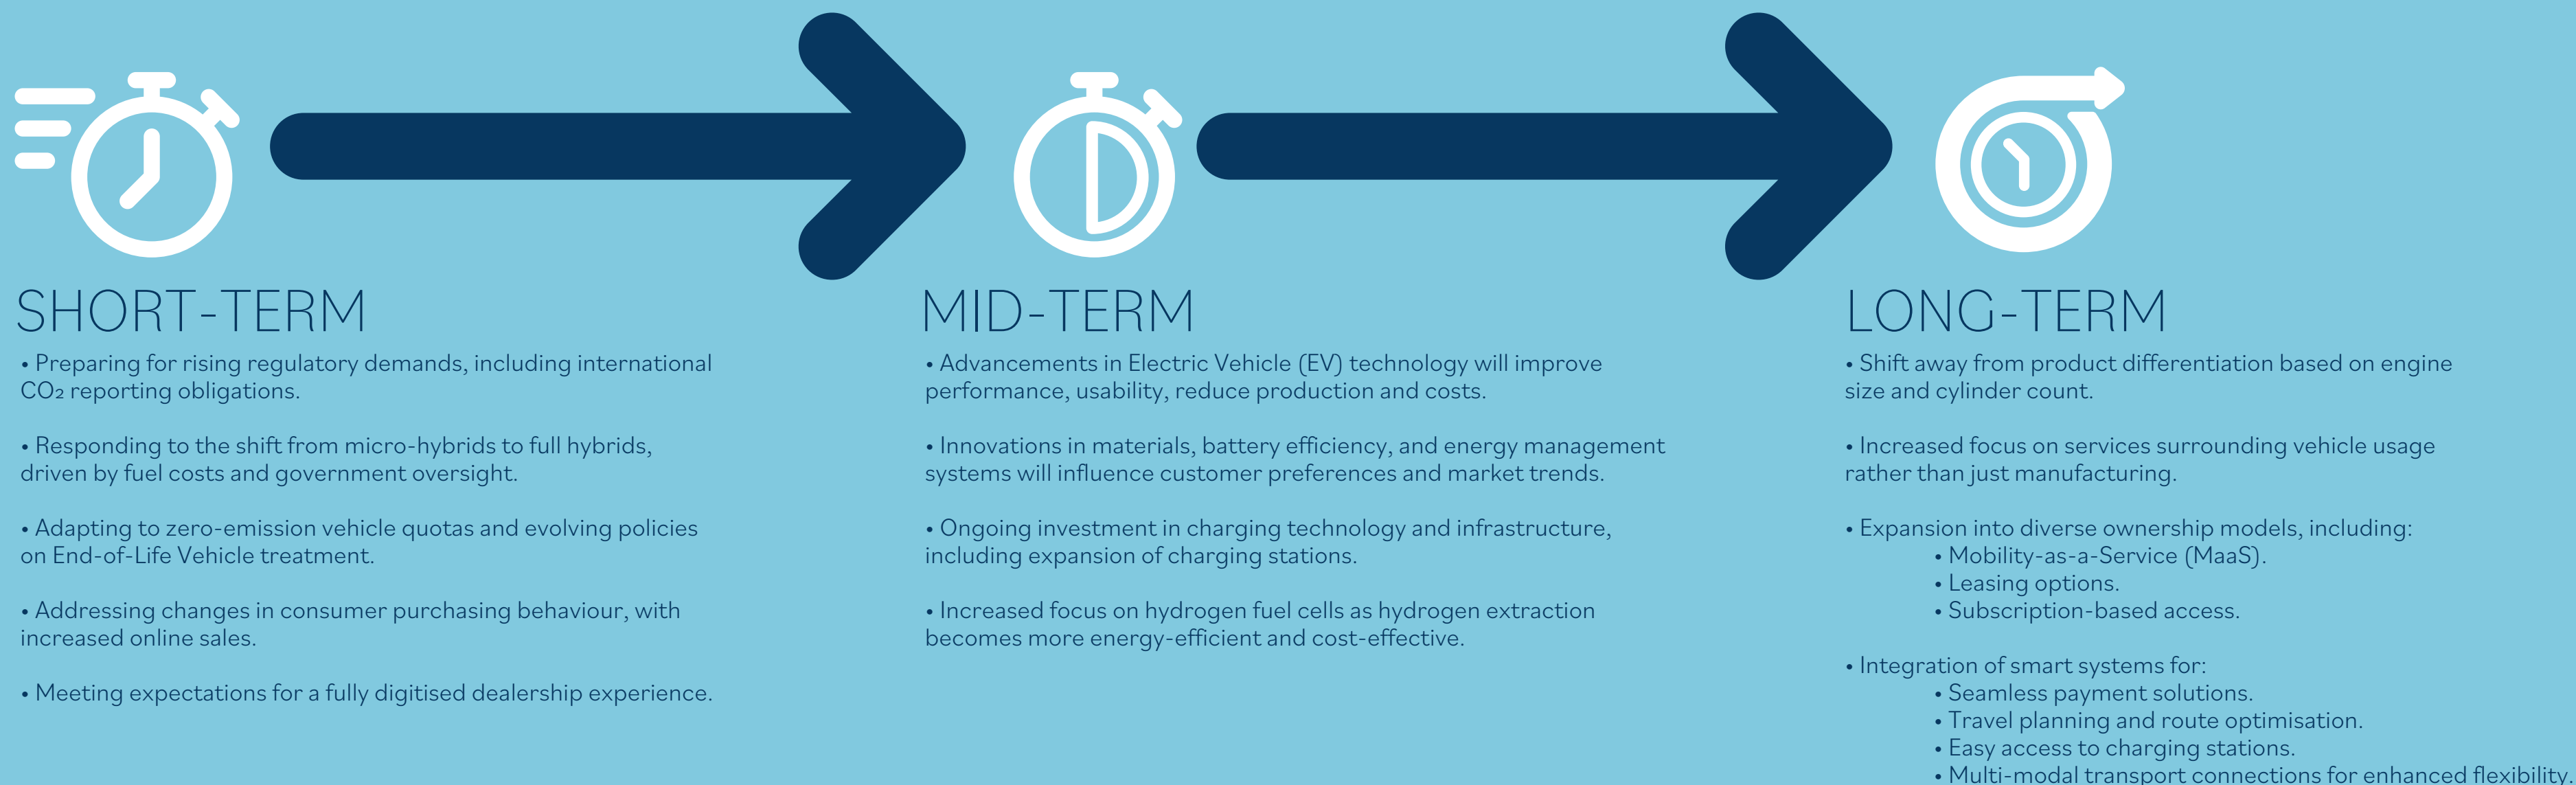 SHORT-TERM
• Preparing for rising regulatory demands, including international
CO₂ reporting obligations.
• Responding to the shift from micro-hybrids to full hybrids,
driven by fuel costs and government oversight.
• Adapting to zero-emission vehicle quotas and evolving policies
on End-of-Life Vehicle treatment.
• Addressing changes in consumer purchasing behaviour, with
increased online sales.
• Meeting expectations for a fully digitised dealership experience.
MID-TERM
• Advancements in Electric Vehicle (EV) technology will improve
performance, usability, reduce production and costs.
• Innovations in materials, battery efficiency, and energy management
systems will influence customer preferences and market trends.
• Ongoing investment in charging technology and infrastructure,
including expansion of charging stations.
• Increased focus on hydrogen fuel cells as hydrogen extraction
becomes more energy-efficient and cost-effective.
LONG-TERM
• Shift away from product differentiation based on engine
size and cylinder count.
• Increased focus on services surrounding vehicle usage
rather than just manufacturing.
• Expansion into diverse ownership models, including:
• Mobility-as-a-Service (MaaS).
• Leasing options.
• Subscription-based access.
• Integration of smart systems for:
• Seamless payment solutions.
• Travel planning and route optimisation.
• Easy access to charging stations.
• Multi-modal transport connections for enhanced flexibility.